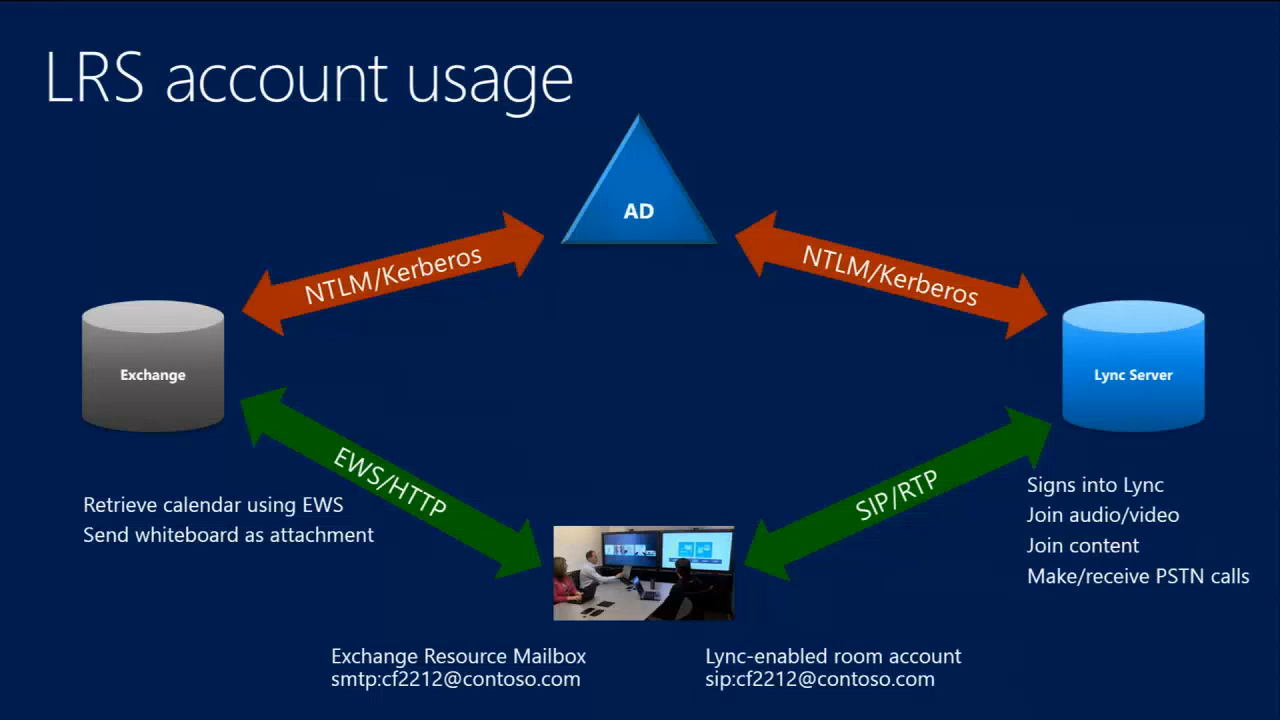 LRS account usage
AD
NTLM/Kerberos
NTLM/Kerberos
Exchange
Lync Server
EWS/HTTP
SIP/RTP
Retrieve calendar using EWS
Send whiteboard as attachment
Signs into Lync
Join audio/video
Join content
Make/receive PSTN calls
Exchange Resource Mailbox
smtp:cf2212@contoso.com
Lync-enabled room account
sip:cf2212@contoso.com